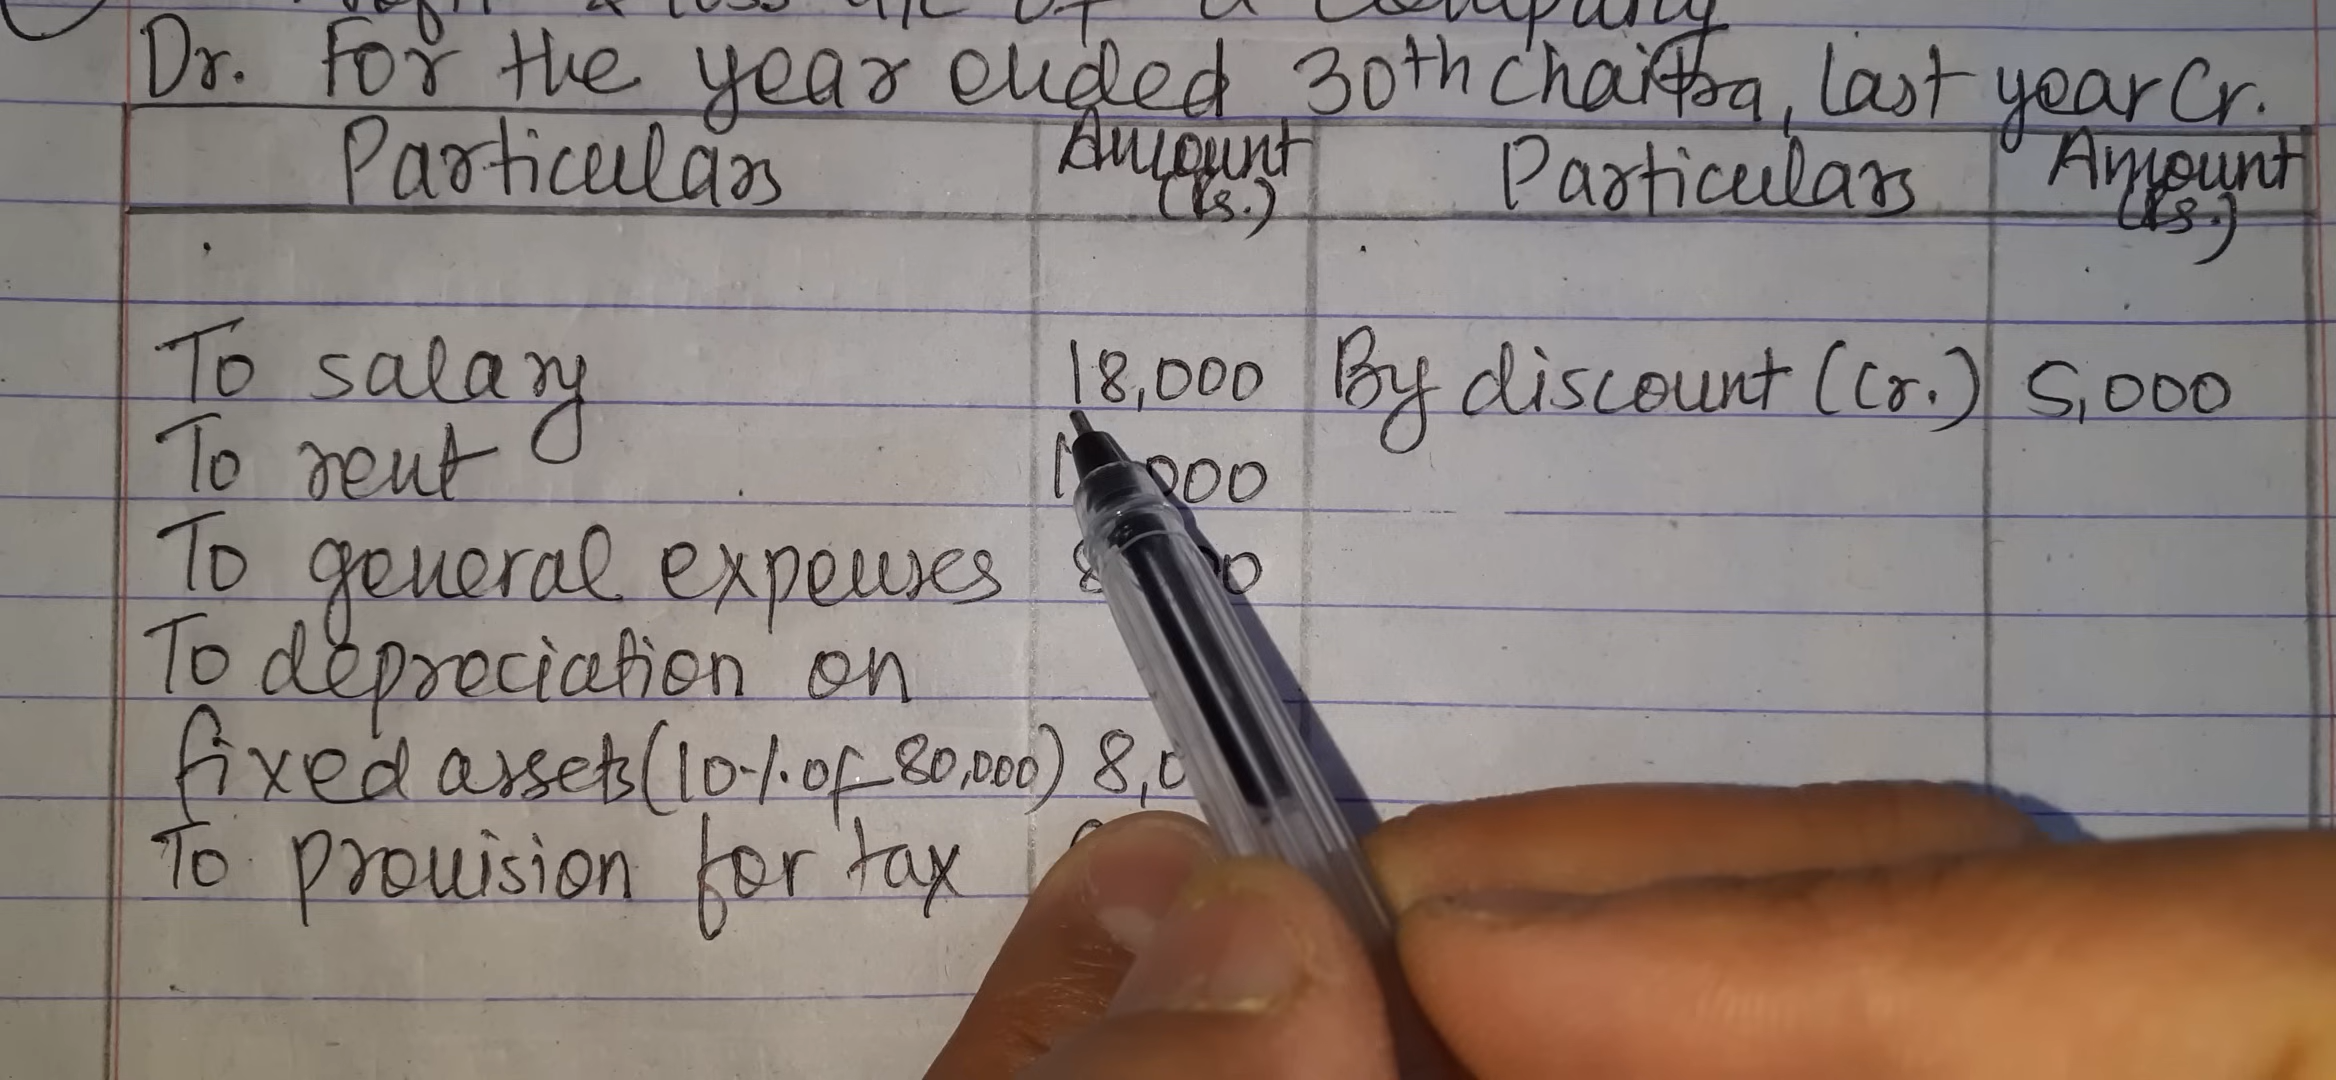 Dr. For the year ended 30th Chaitra, last year Cr.
Particulars Amount (Rs.) Particulars Amount (Rs.)
To salary 18,000 By discount (Cr.) 5,000
To rent
To general expenses
To depreciation on
fixed assets (10% of 80,000)
To provision for tax